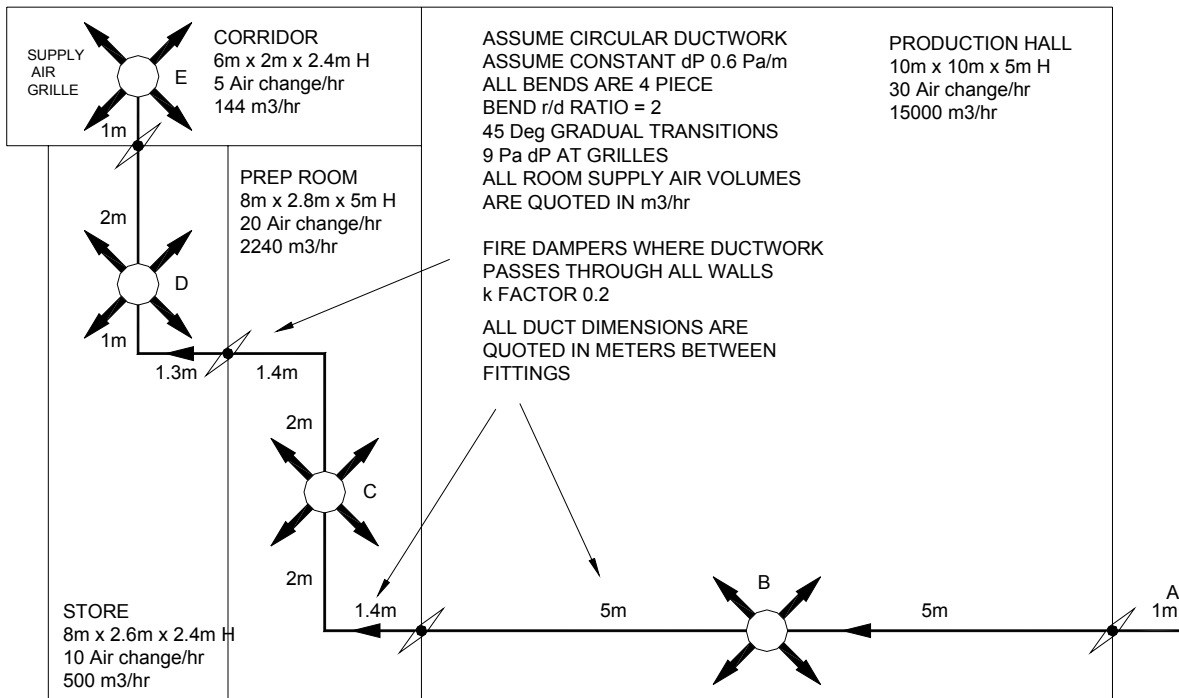 SUPPLY
AIR
GRILLE
E
CORRIDOR
6m x 2m x 2.4m H
5 Air change/hr
144 m3/hr
1m
ASSUME CIRCULAR DUCTWORK
ASSUME CONSTANT dP 0.6 Pa/m
ALL BENDS ARE 4 PIECE
BEND r/d RATIO = 2
45 Deg GRADUAL TRANSITIONS
9 Pa dP AT GRILLES
ALL ROOM SUPPLY AIR VOLUMES
ARE QUOTED IN m3/hr
PRODUCTION HALL
10m x 10m x 5m H
30 Air change/hr
15000 m3/hr
PREP ROOM
8m x 2.8m x 5m H
20 Air change/hr
2240 m3/hr
2m
D
1m
1.3m
1.4m
FIRE DAMPERS WHERE DUCTWORK
PASSES THROUGH ALL WALLS
k FACTOR 0.2
ALL DUCT DIMENSIONS ARE
QUOTED IN METERS BETWEEN
FITTINGS
2m
C
2m
1.4m
5m
B
5m
A
1m
STORE
8m x 2.6m x 2.4m H
10 Air change/hr
500 m3/hr